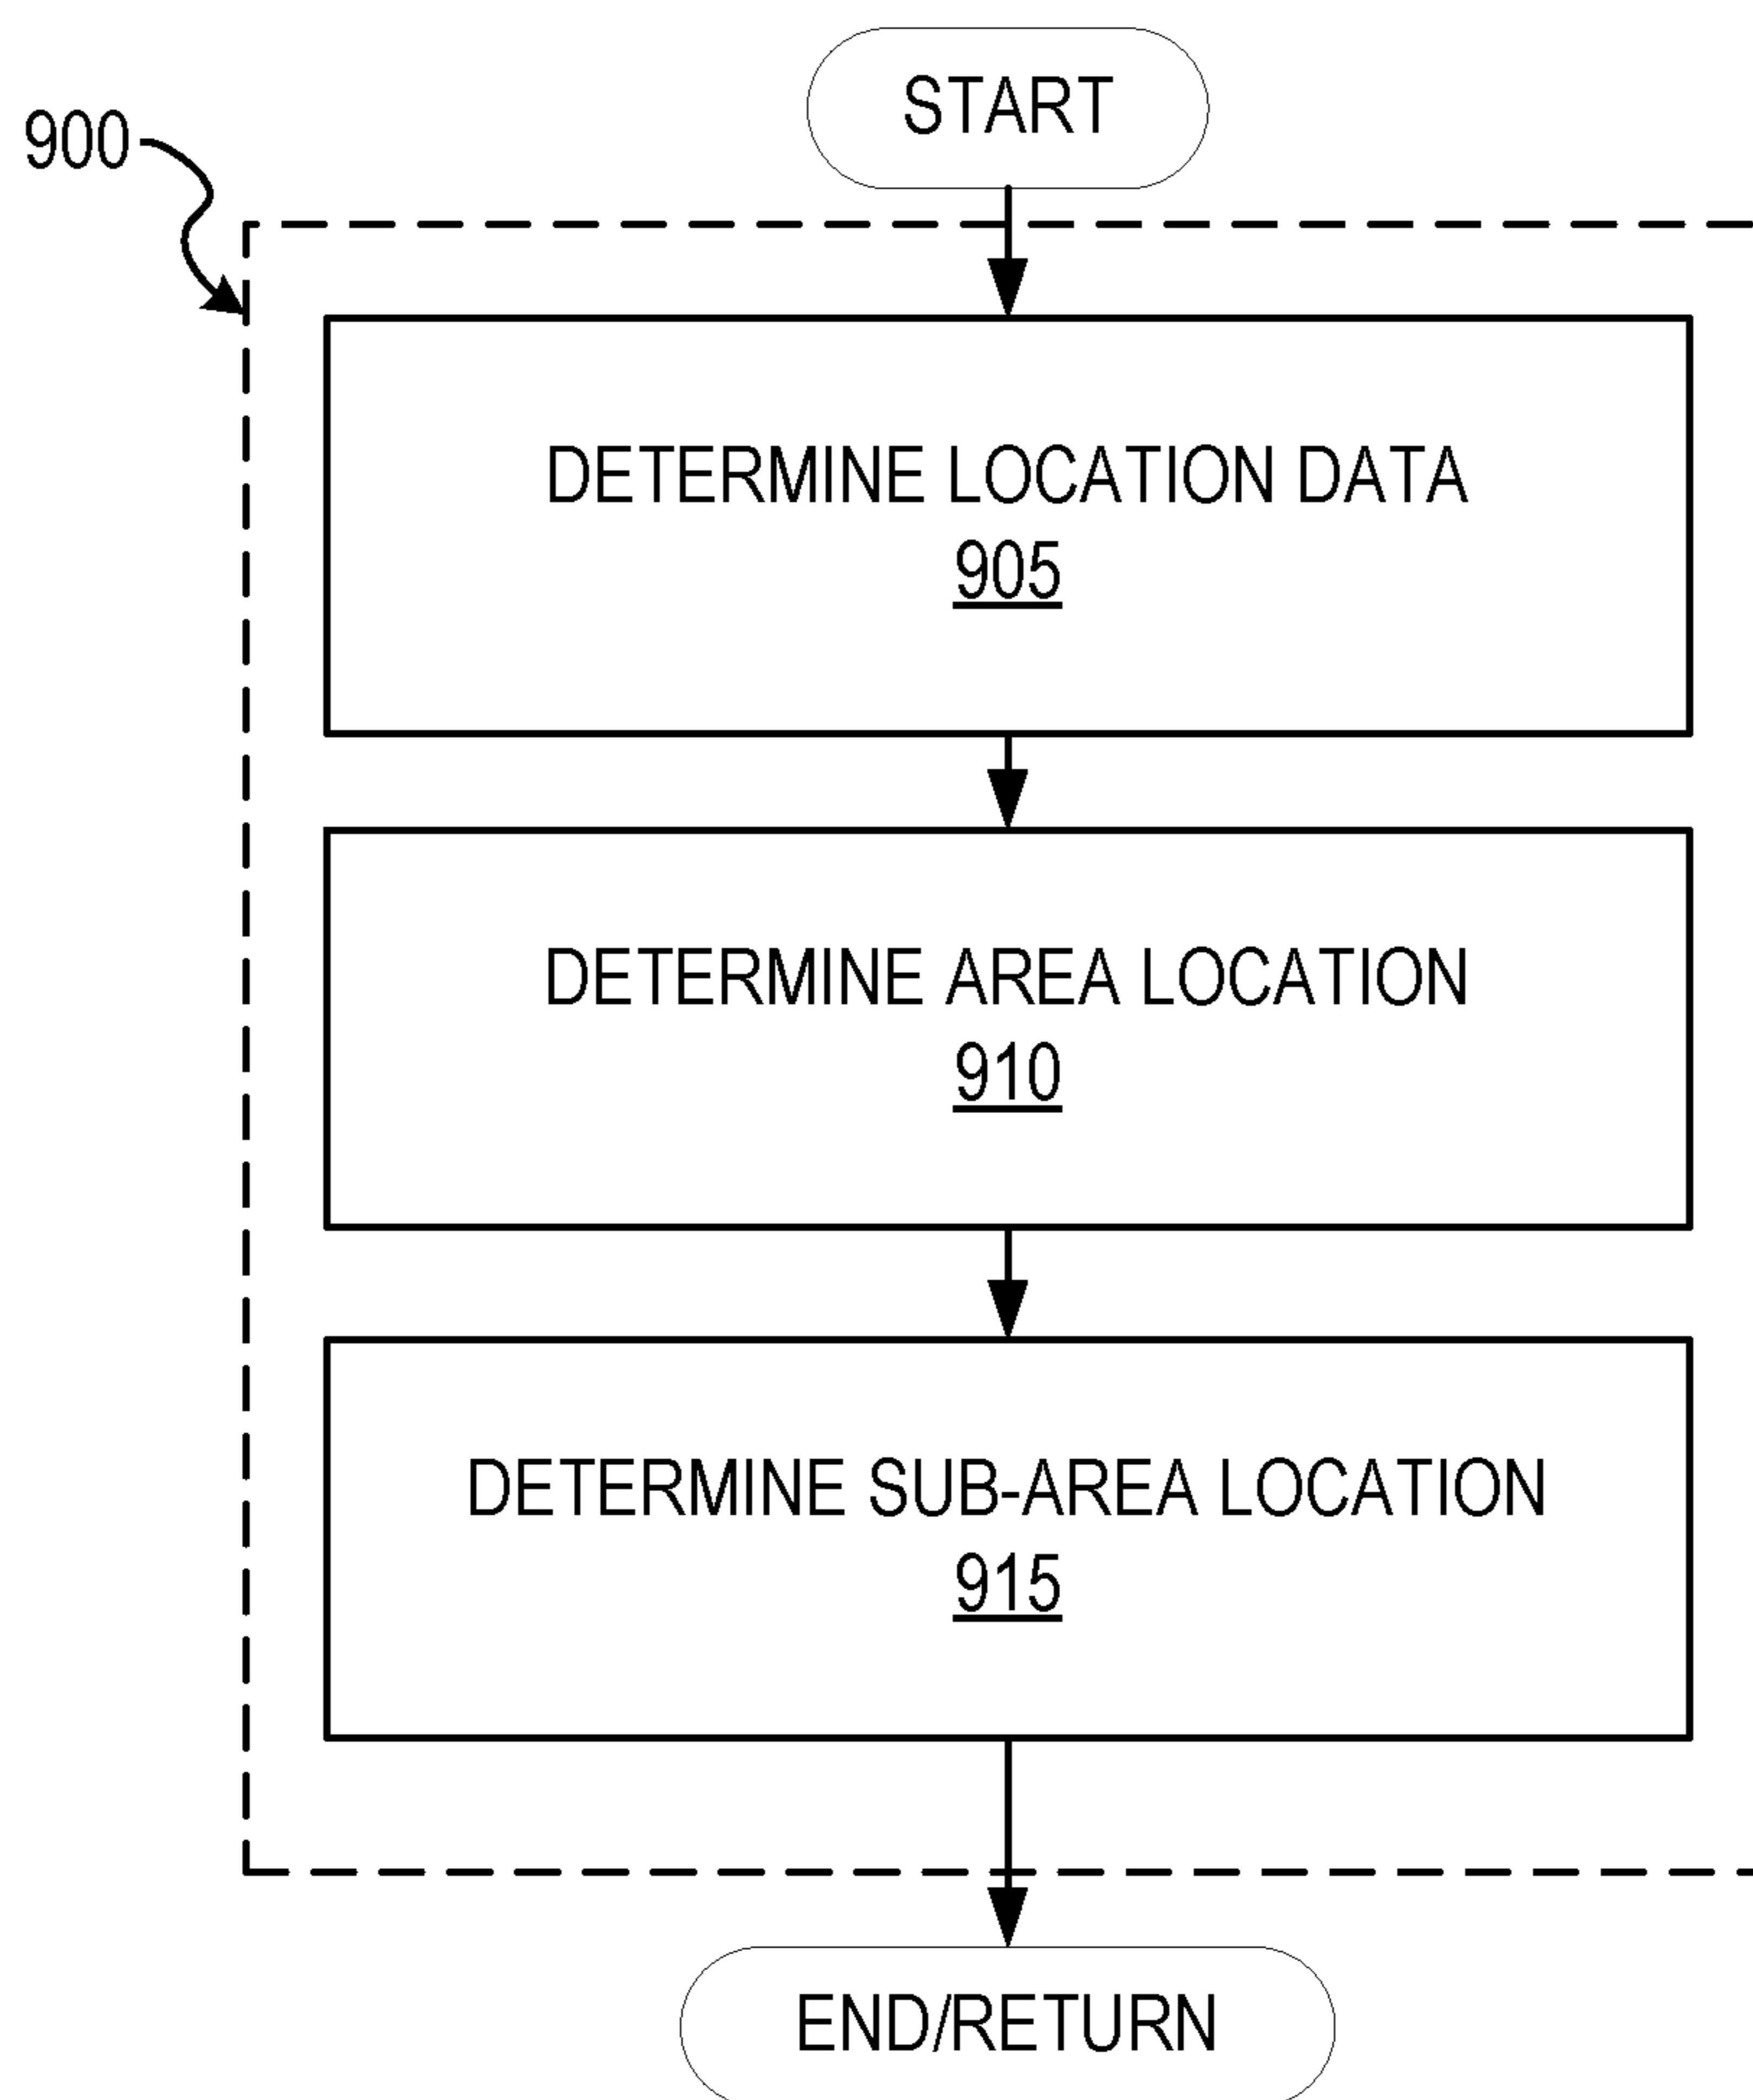 START
900
DETERMINE LOCATION DATA
905
DETERMINE AREA LOCATION
910
DETERMINE SUB-AREA LOCATION
915
END/RETURN